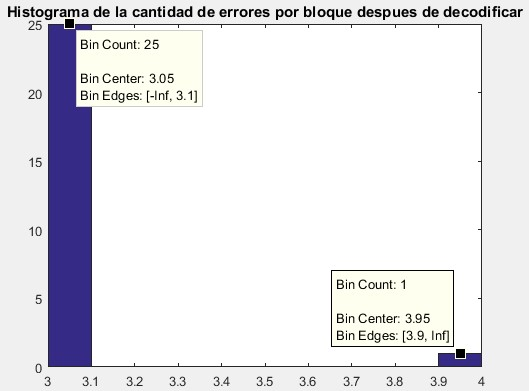 Histograma de la cantidad de errores por bloque despues de decodificar
25
20
15
10
5
0
Bin Count: 25
Bin Center: 3.05
Bin Edges: [-Inf, 3.1]
Bin Count: 1
Bin Center: 3.95
Bin Edges: [3.9, Inf]
3 3.1 3.2 3.3 3.4 3.5 3.6 3.7 3.8 3.9 4